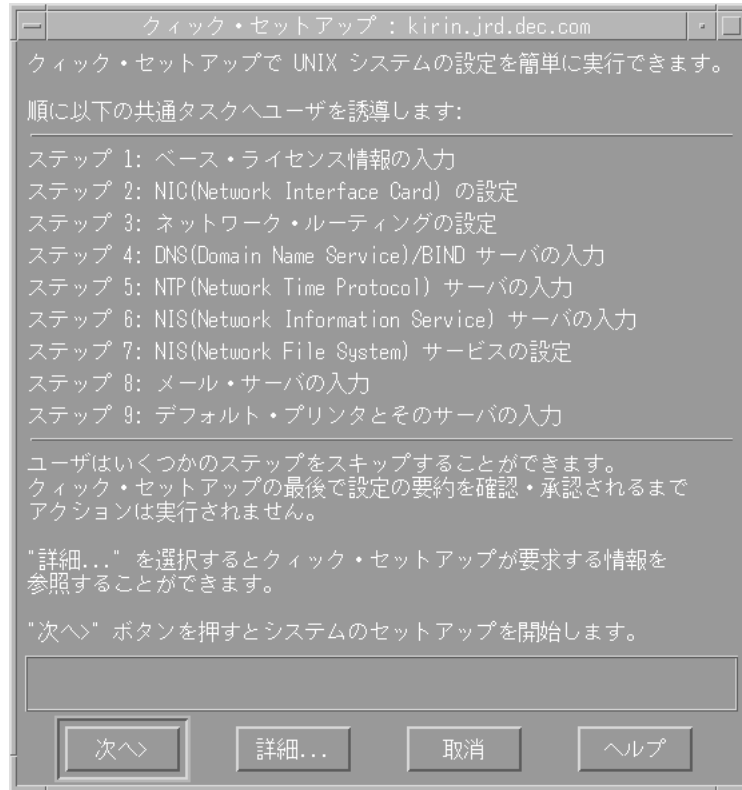 クィック・セットアップ : kirin.jrd.dec.com
クィック・セットアップで UNIX システムの設定を簡単に実行できます。
順に以下の共通タスクへユーザを誘導します:
ステップ 1: ベース・ライセンス情報の入力
ステップ 2: NIC(Network Interface Card) の設定
ステップ 3: ネットワーク・ルーティングの設定
ステップ 4: DNS(Domain Name Service)/BIND サーバの入力
ステップ 5: NTP(Network Time Protocol) サーバの入力
ステップ 6: NIS(Network Information Service) サーバの入力
ステップ 7: NIS(Network File System) サービスの設定
ステップ 8: メール・サーバの入力
ステップ 9: デフォルト・プリンタとそのサーバの入力
ユーザはいくつかのステップをスキップすることができます。
クィック・セットアップの最後で設定の要約を確認・承認されるまで
アクションは実行されません。
"詳細..." を選択するとクィック・セットアップが要求する情報を
参照することができます。
"次へ>" ボタンを押すとシステムのセットアップを開始します。
次へ>
詳細...
取消
ヘルプ